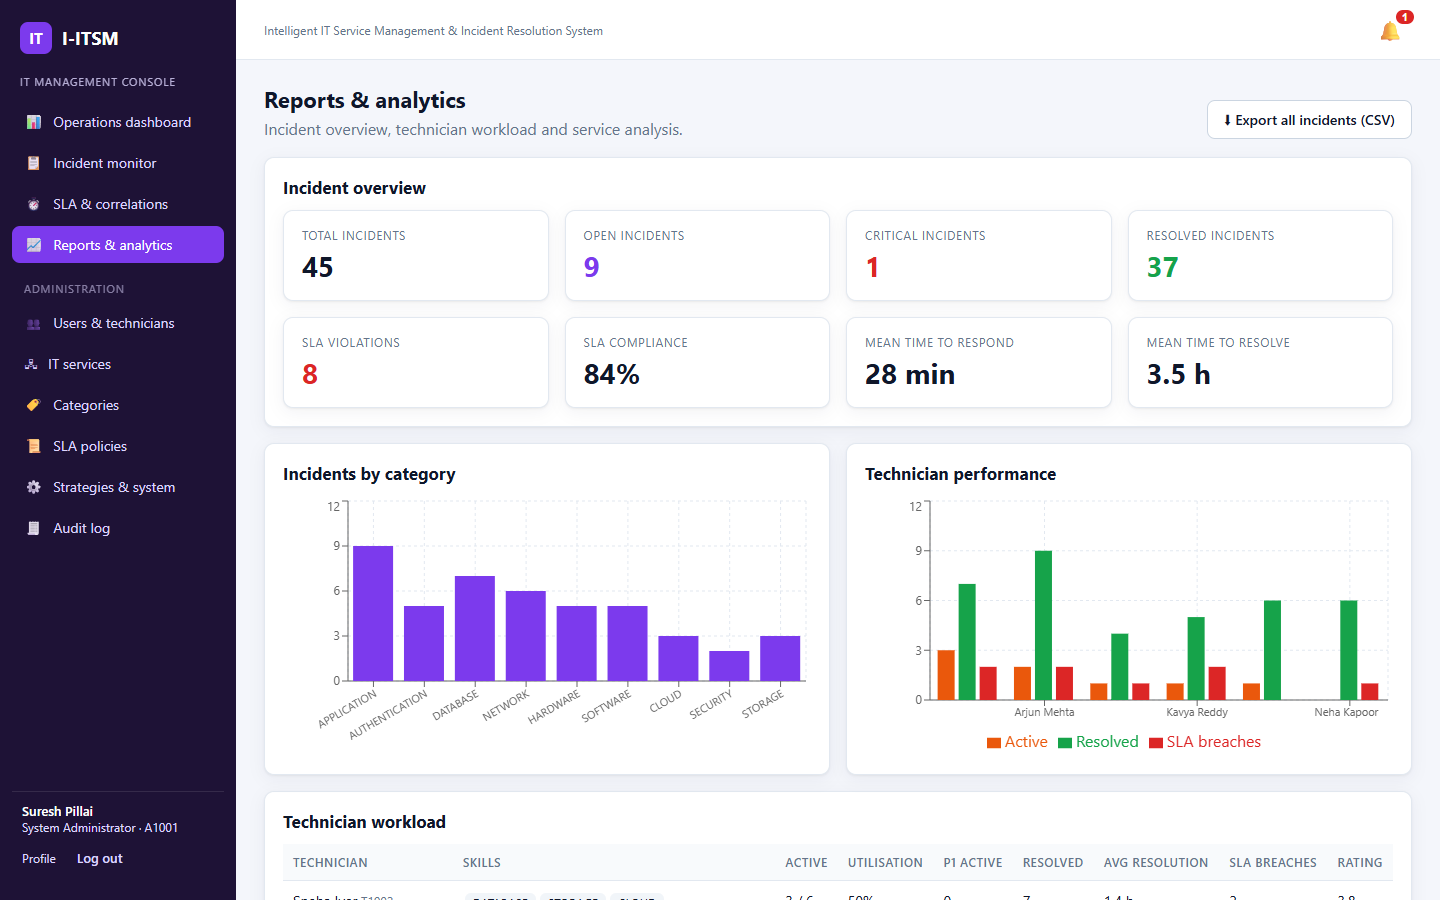 IT I-ITSM
IT MANAGEMENT CONSOLE
Operations dashboard
Incident monitor
SLA & correlations
Reports & analytics
ADMINISTRATION
Users & technicians
IT services
Categories
SLA policies
Strategies & system
Audit log
Suresh Pillai
System Administrator · A1001
Profile Log out
Intelligent IT Service Management & Incident Resolution System
1
Reports & analytics
Incident overview, technician workload and service analysis.
⬇ Export all incidents (CSV)
Incident overview
TOTAL INCIDENTS
45
OPEN INCIDENTS
9
CRITICAL INCIDENTS
1
RESOLVED INCIDENTS
37
SLA VIOLATIONS
8
SLA COMPLIANCE
84%
MEAN TIME TO RESPOND
28 min
MEAN TIME TO RESOLVE
3.5 h
Incidents by category
12
9
6
3
0
APPLICATION
AUTHENTICATION
DATABASE
NETWORK
HARDWARE
SOFTWARE
CLOUD
SECURITY
STORAGE
Technician performance
12
9
6
3
0
Arjun Mehta
Kavya Reddy
Neha Kapoor
Active Resolved SLA breaches
Technician workload
TECHNICIAN SKILLS ACTIVE UTILISATION P1 ACTIVE RESOLVED AVG RESOLUTION SLA BREACHES RATING